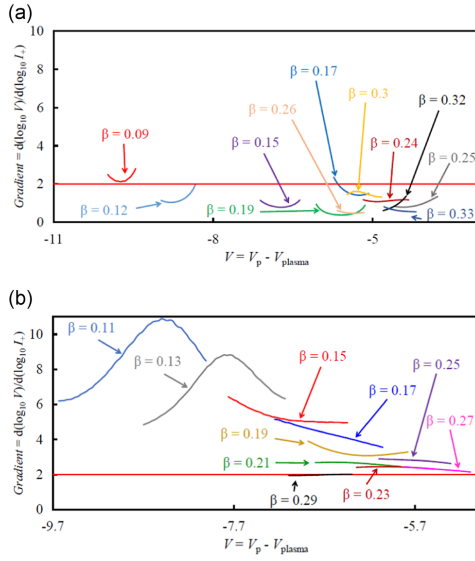 (a)
10
8
6
4
2
0
Gradient = d(log₁₀ V)/d(log₁₀ I₊)
β = 0.17
β = 0.3
β = 0.32
β = 0.09
β = 0.26
β = 0.15
β = 0.24
β = 0.25
β = 0.12
β = 0.19
β = 0.33
-11
-8
-5
V = Vₚ - Vplasma
(b)
10
8
6
4
2
0
Gradient = d(log₁₀ V)/d(log₁₀ I₊)
β = 0.11
β = 0.13
β = 0.15
β = 0.25
β = 0.17
β = 0.27
β = 0.19
β = 0.21
β = 0.23
β = 0.29
-9.7
-7.7
-5.7
V = Vₚ - Vplasma